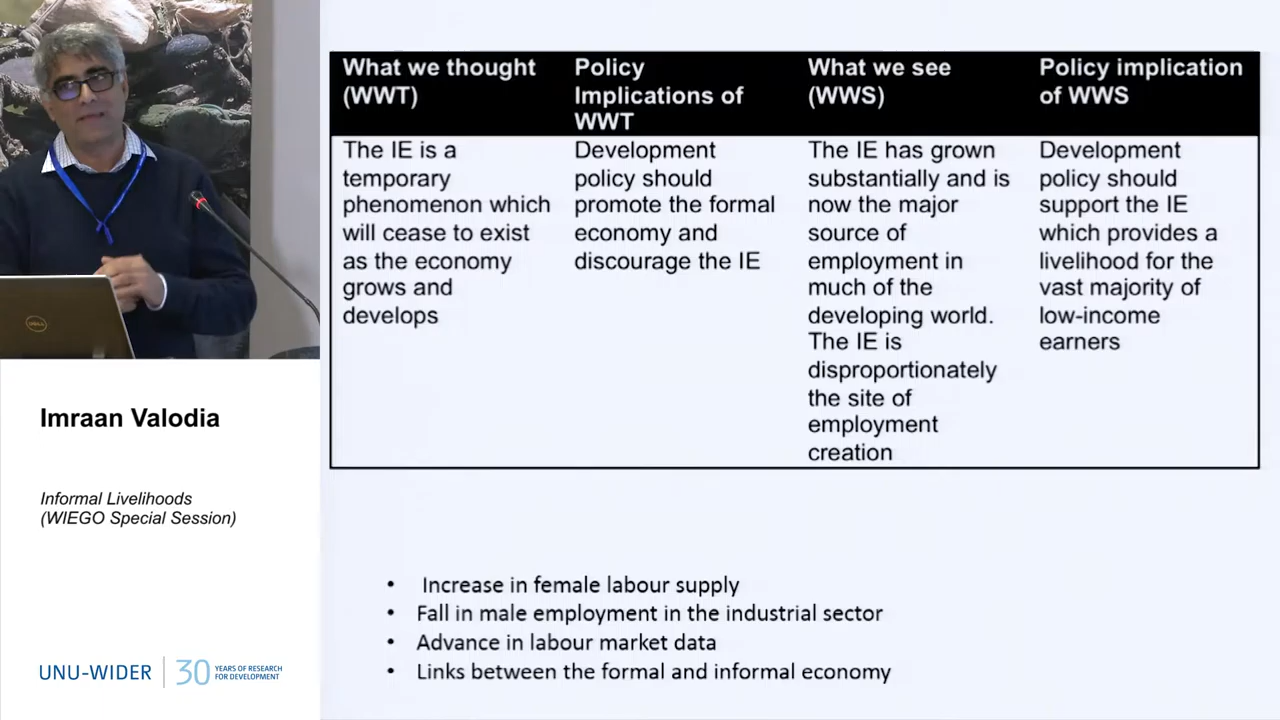 What we thought
(WWT)
Policy
Implications of
WWT
What we see
(WWS)
Policy implication
of WWS
The IE is a
temporary
phenomenon which
will cease to exist
as the economy
grows and
develops
Development
policy should
promote the formal
economy and
discourage the IE
The IE has grown
substantially and is
now the major
source of
employment in
much of the
developing world.
The IE is
disproportionately
the site of
employment
creation
Development
policy should
support the IE
which provides a
livelihood for the
vast majority of
low-income
earners
DELL
Imraan Valodia
Informal Livelihoods
(WIEGO Special Session)
• Increase in female labour supply
• Fall in male employment in the industrial sector
• Advance in labour market data
• Links between the formal and informal economy
UNU-WIDER
30 YEARS OF RESEARCH
FOR DEVELOPMENT